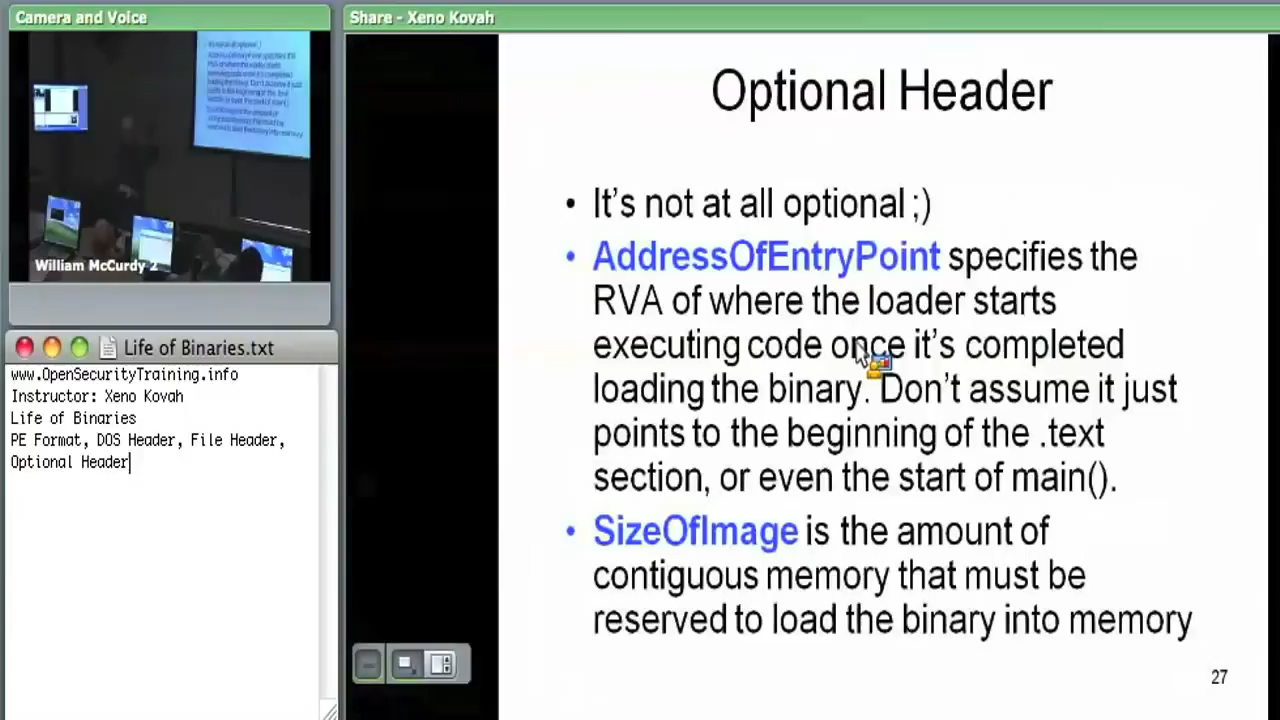 Camera and Voice
William McCurdy 2
Life of Binaries.txt
www.OpenSecurityTraining.info
Instructor: Xeno Kovah
Life of Binaries
PE Format, DOS Header, File Header,
Optional Header
Share - Xeno Kovah
Optional Header
• It's not at all optional ;)
• AddressOfEntryPoint specifies the
RVA of where the loader starts
executing code once it's completed
loading the binary. Don't assume it just
points to the beginning of the .text
section, or even the start of main().
• SizeOfImage is the amount of
contiguous memory that must be
reserved to load the binary into memory
27